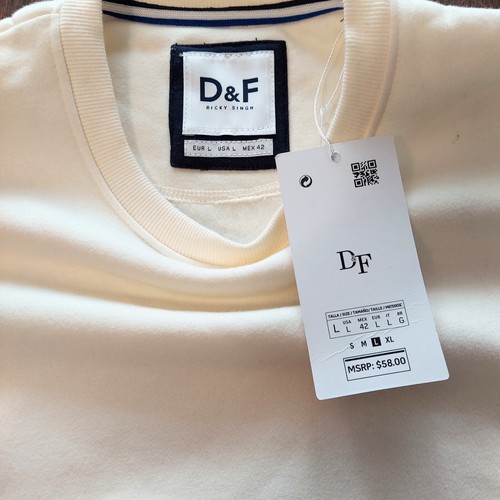 D&F
RICKY SINGH
EUR L USA L MEX 42
D&F
TALLA / SIZE / TAMAÑO / TAILLE /
USA MEX EUR IT BR
L L 42 L L G
S M L XL
MSRP: $58.00